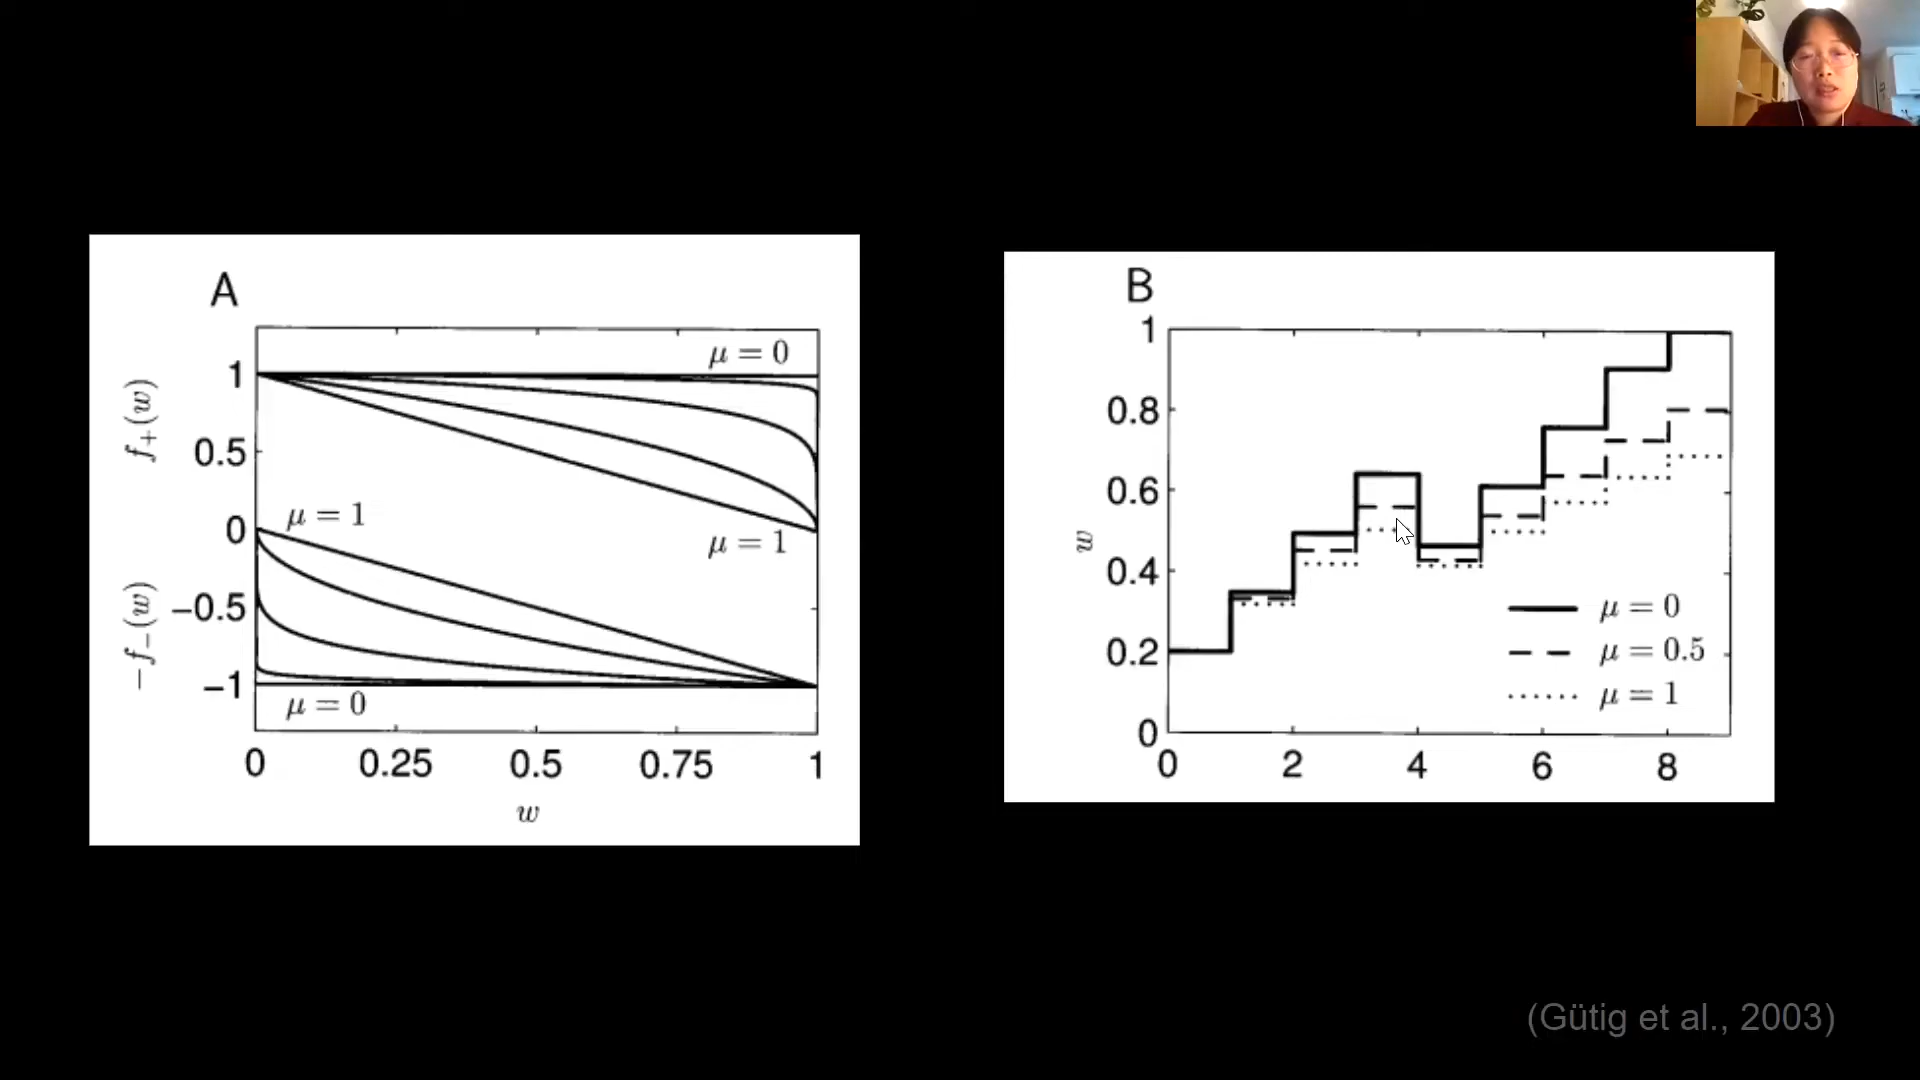 A
f₊(w)
−f₋(w)
1
0.5
0
−0.5
−1
μ = 0
μ = 1
μ = 1
μ = 0
0
0.25
0.5
0.75
1
w
B
w
1
0.8
0.6
0.4
0.2
0
μ = 0
μ = 0.5
μ = 1
0
2
4
6
8
(Gütig et al., 2003)